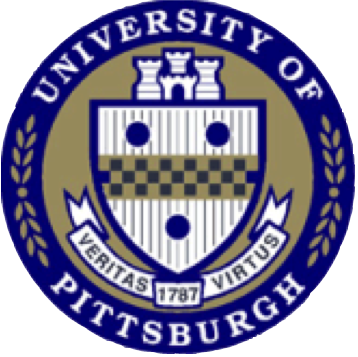 UNIVERSITY OF
PITTSBURGH
VERITAS
1787
VIRTUS